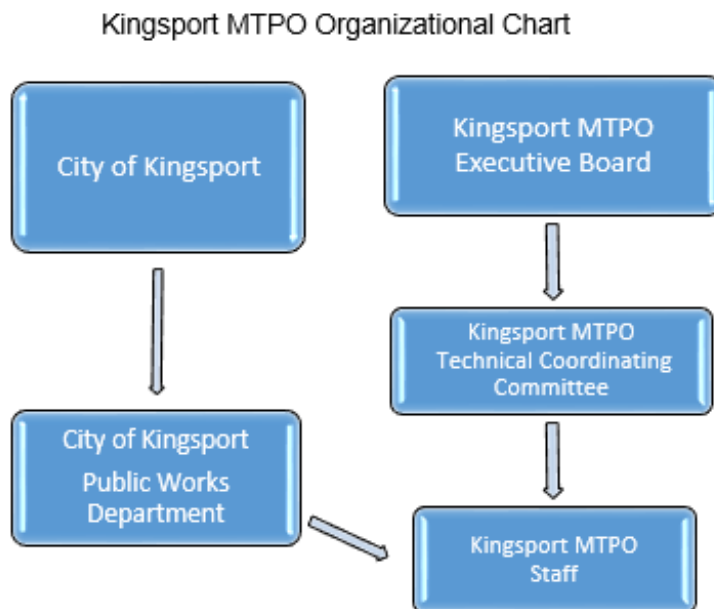 Kingsport MTPO Organizational Chart
City of Kingsport
Kingsport MTPO
Executive Board
Kingsport MTPO
Technical Coordinating
Committee
City of Kingsport
Public Works
Department
Kingsport MTPO
Staff